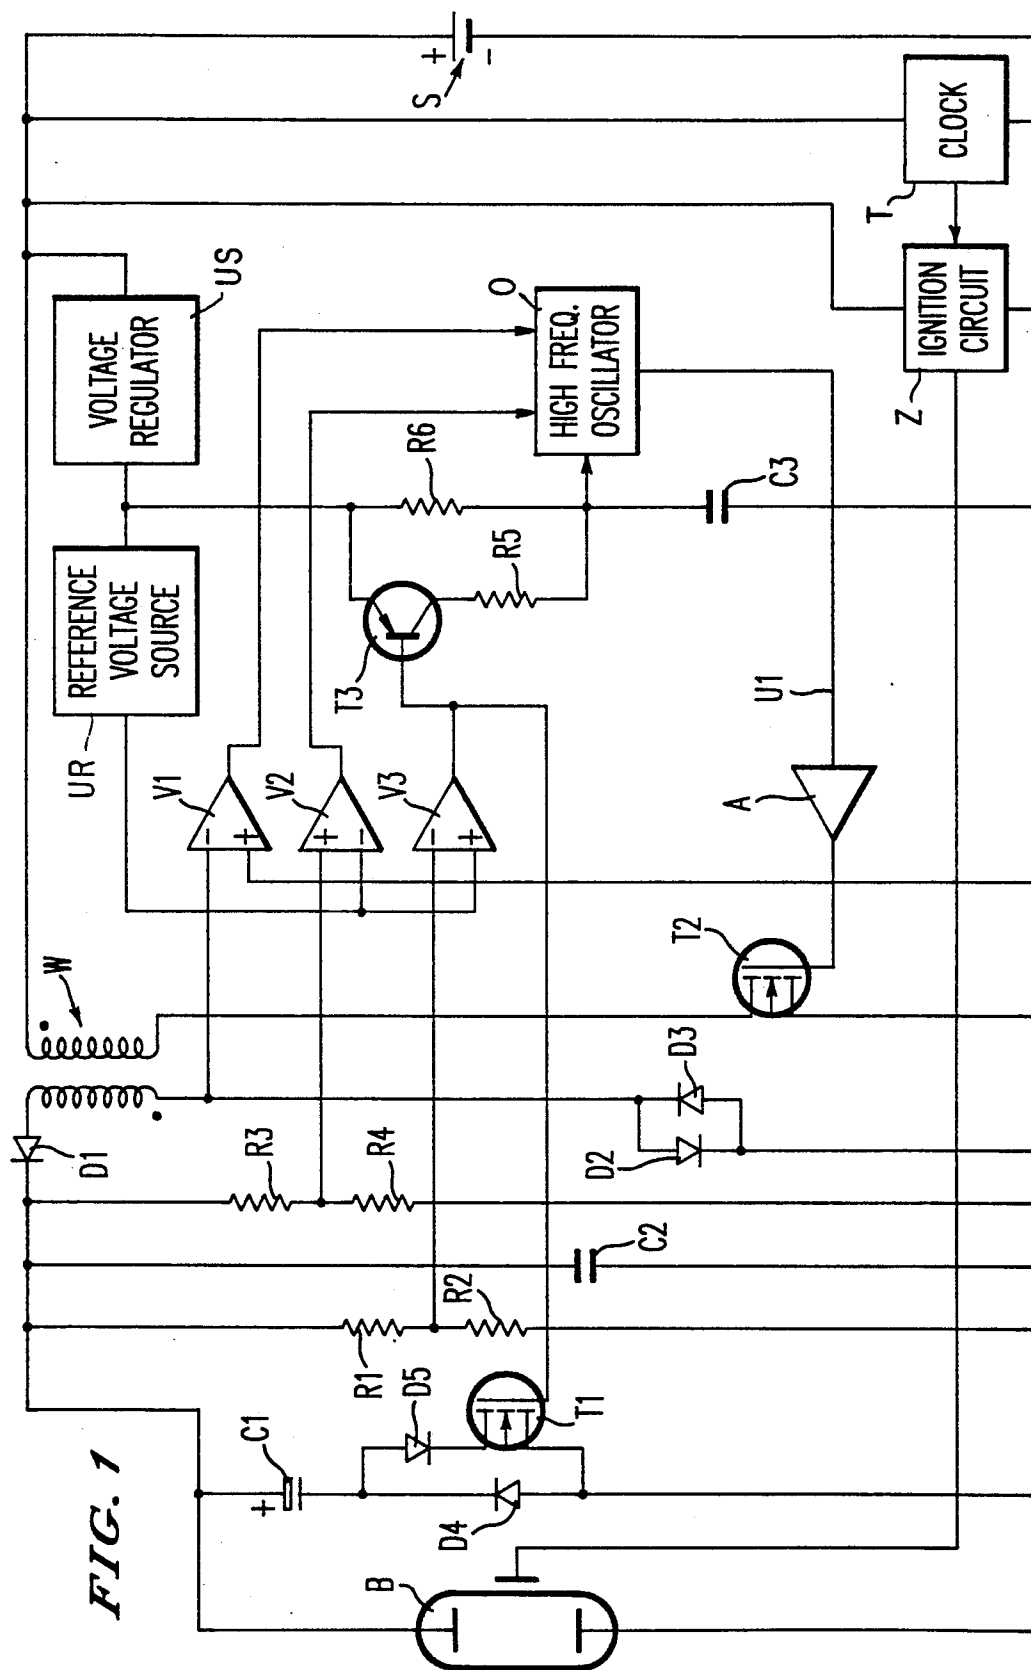 FIG. 1
B
C1
+
D4
D5
T1
R1
R2
C2
D1
R3
R4
D2
D3
W
T2
UR
REFERENCE
VOLTAGE
SOURCE
VOLTAGE
REGULATOR
US
V1
-
+
V2
+
-
V3
-
+
T3
R5
R6
C3
HIGH FREQ.
OSCILLATOR
O
A
U1
S
+
-
Z
IGNITION
CIRCUIT
T
CLOCK